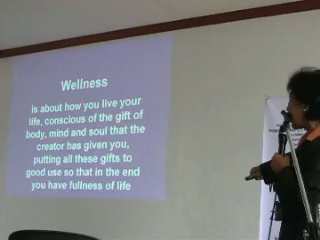 Wellness
is about how you live your
life, conscious of the gift of
body, mind and soul that the
creator has given you,
putting all these gifts to
good use so that in the end
you have fullness of life